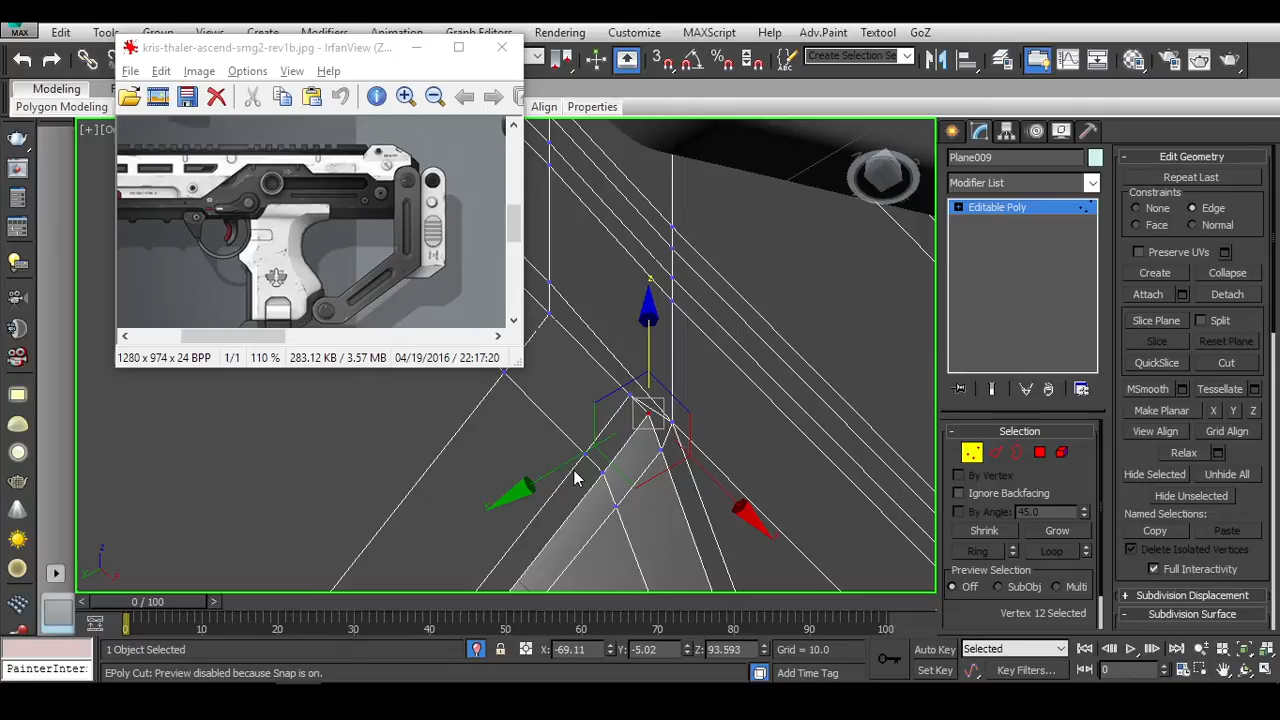 MAX
Edit
Rendering
Customize
MAXScript
Help
Adv.Paint
Textool
GoZ
kris-thaler-ascend-smg2-rev1b.jpg - IrfanView (Z...
File Edit Image Options View Help
Create Selection Se
Modeling
Polygon Modeling
Align
Properties
1280 x 974 x 24 BPP 1/1 110 % 283.12 KB / 3.57 MB 04/19/2016 / 22:17:20
z
z
Plane009
Modifier List
Editable Poly
- Selection
By Vertex
Ignore Backfacing
By Angle: 45.0
Shrink Grow
Ring Loop
Preview Selection
Off SubObj Multi
Vertex 12 Selected
- Edit Geometry
Repeat Last
Constraints
None Edge
Face Normal
Preserve UVs
Create Collapse
Attach Detach
Slice Plane Split
Slice Reset Plane
QuickSlice Cut
MSmooth Tessellate
Make Planar X Y Z
View Align Grid Align
Relax
Hide Selected Unhide All
Hide Unselected
Named Selections:
Copy Paste
Delete Isolated Vertices
Full Interactivity
+ Subdivision Displacement
- Subdivision Surface
< 0 / 100 >
0 10 20 30 40 50 60 70 80 90 100
1 Object Selected
X: -69.11 Y: -5.02 Z: 93.593 Grid = 10.0
Auto Key Selected
PainterInter
EPoly Cut: Preview disabled because Snap is on.
Add Time Tag
Set Key Key Filters... 0